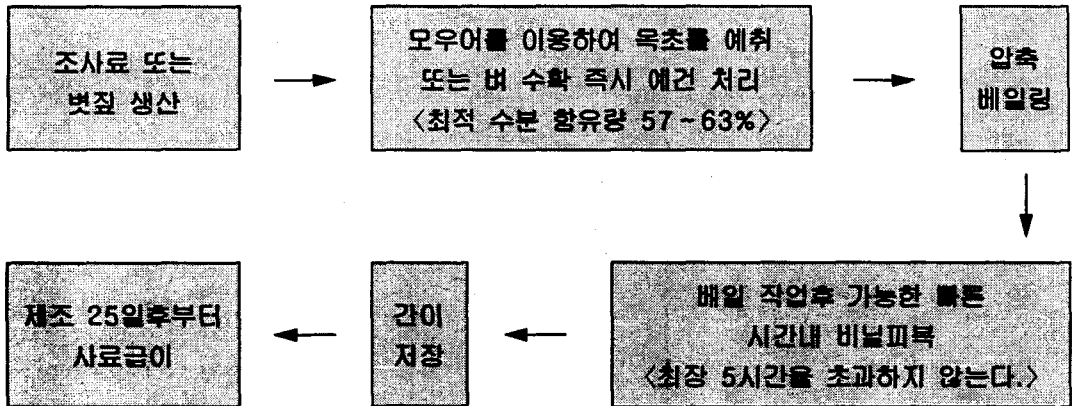 조사료 또는
볏짚 생산
모우어를 이용하여 목초를 예취
또는 벼 수확 즉시 예건 처리
〈최적 수분 함유량 57~63%〉
압축
베일링
베일 작업후 가능한 빠른
시간내 비닐피복
〈최장 5시간을 초과하지 않는다.〉
간이
저장
제조 25일후부터
사료급이